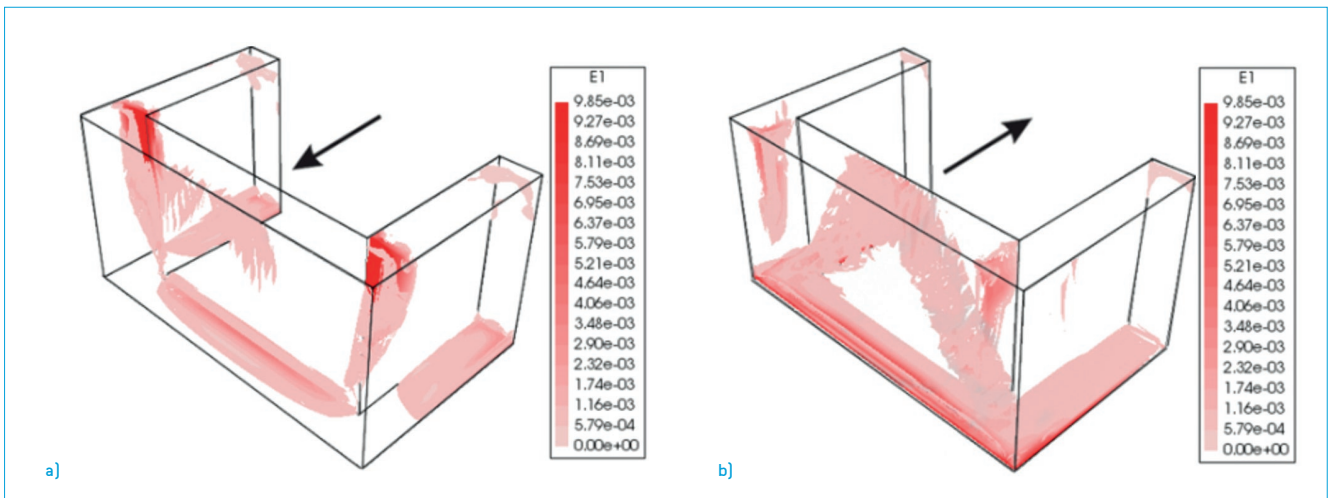 E1
9.85e-03
9.27e-03
8.69e-03
8.11e-03
7.53e-03
6.95e-03
6.37e-03
5.79e-03
5.21e-03
4.64e-03
4.06e-03
3.48e-03
2.90e-03
2.32e-03
1.74e-03
1.16e-03
5.79e-04
0.00e+00
a)
E1
9.85e-03
9.27e-03
8.69e-03
8.11e-03
7.53e-03
6.95e-03
6.37e-03
5.79e-03
5.21e-03
4.64e-03
4.06e-03
3.48e-03
2.90e-03
2.32e-03
1.74e-03
1.16e-03
5.79e-04
0.00e+00
b)